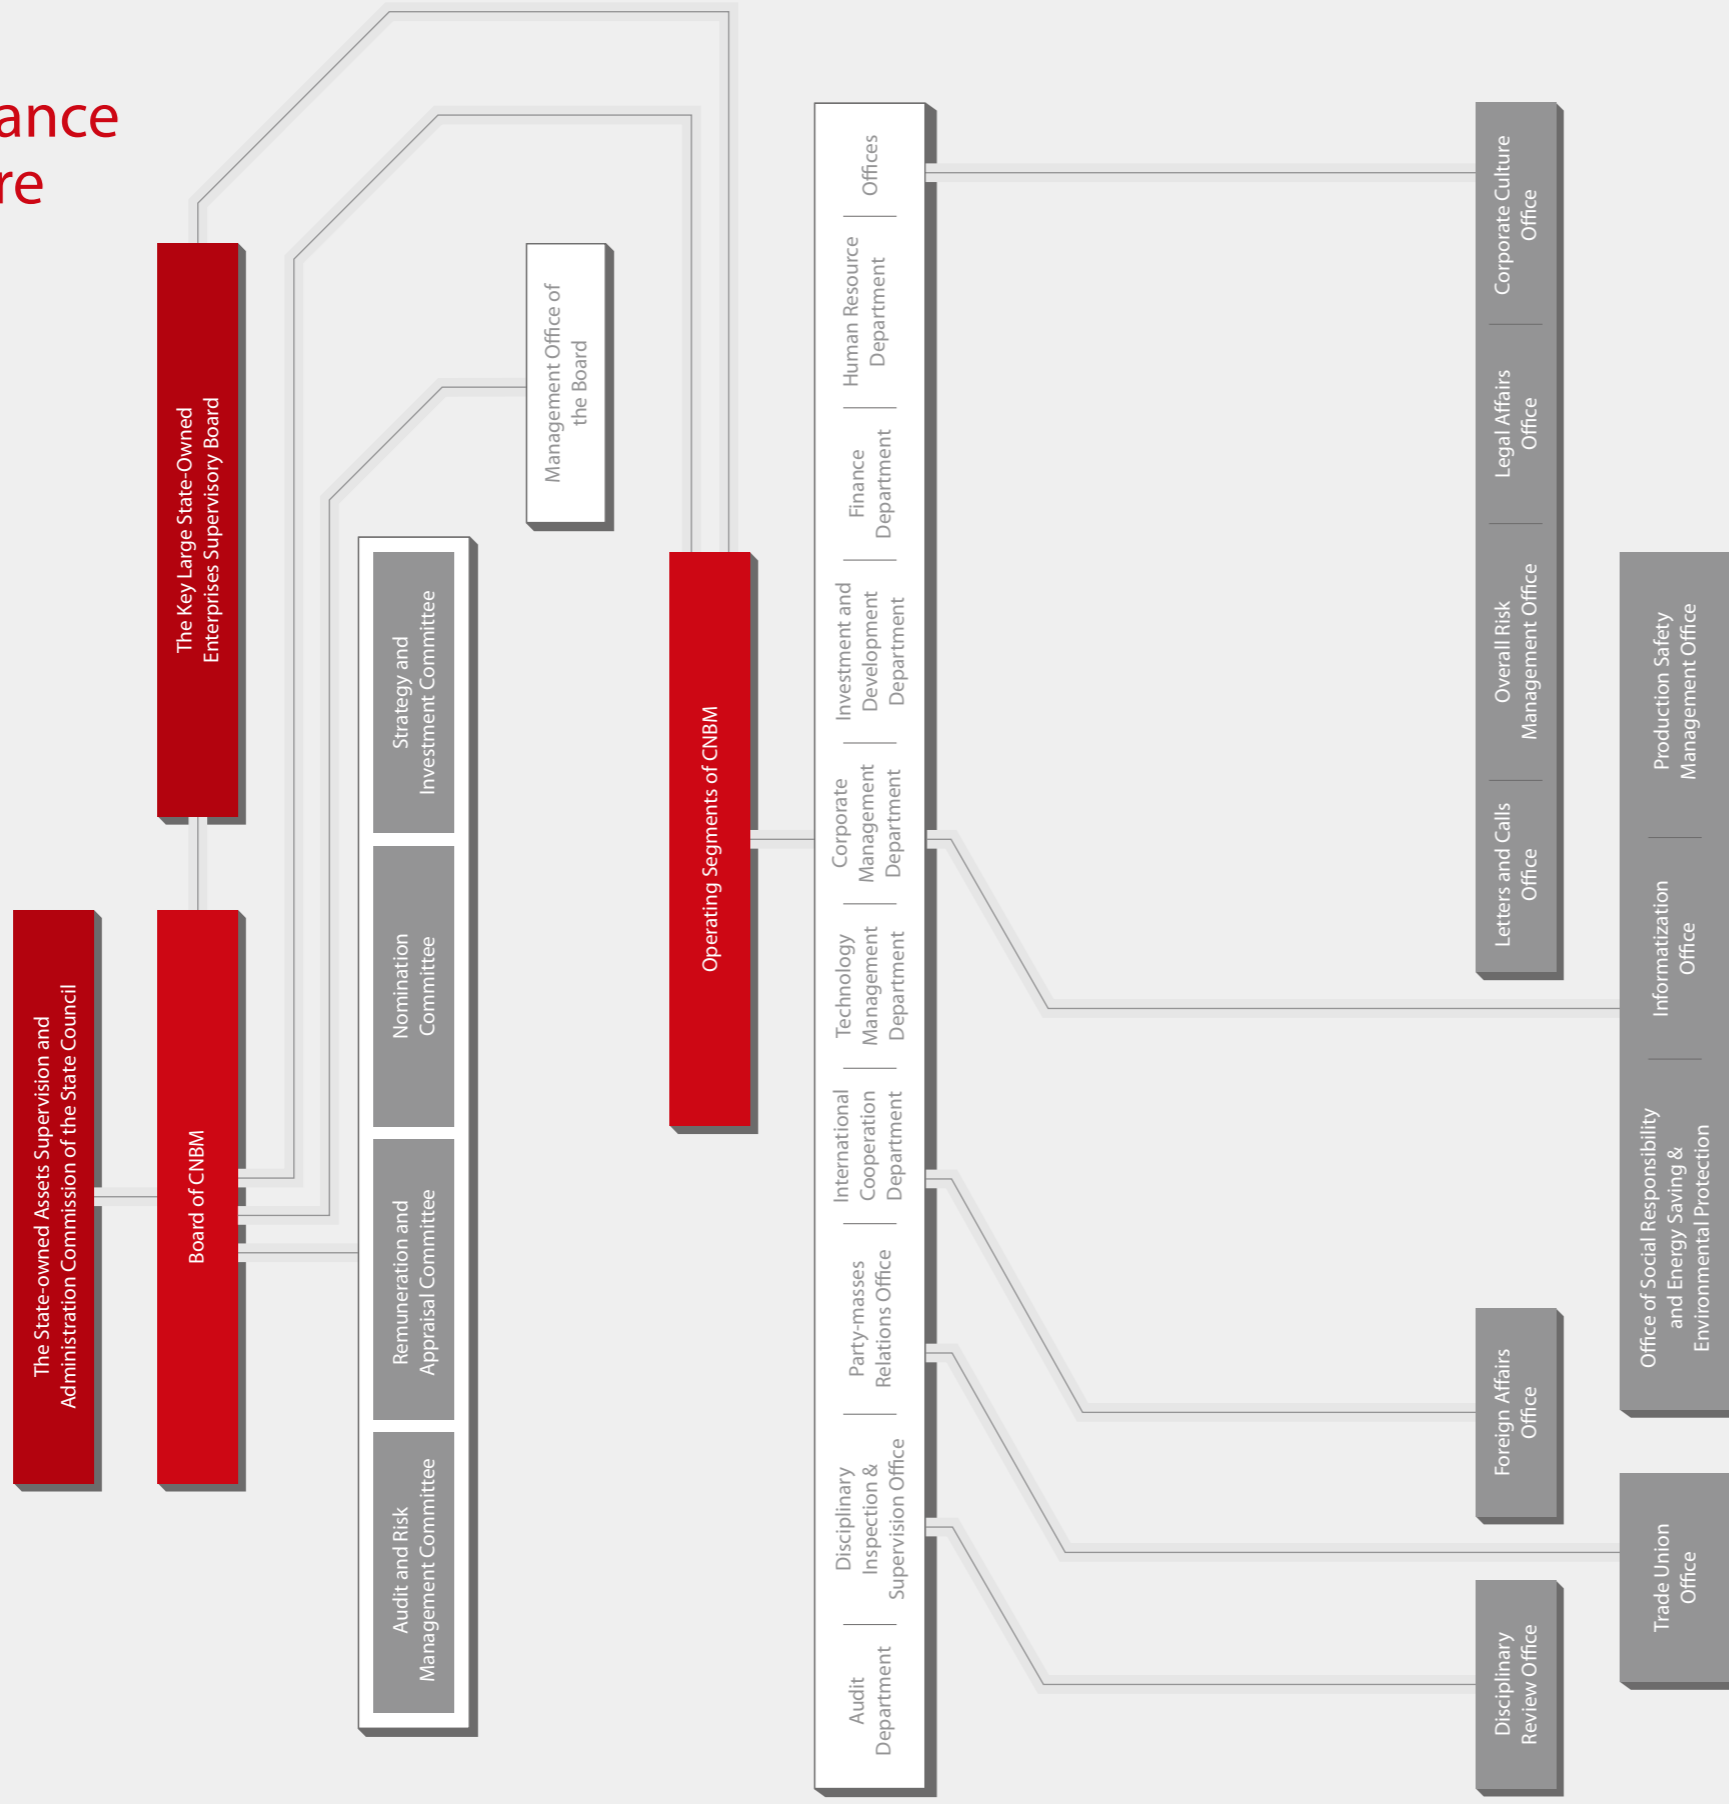 ance
re
The State-owned Assets Supervision and
Administration Commission of the State Council
Board of CNBM
The Key Large State-Owned
Enterprises Supervisory Board
Audit and Risk
Management Committee
Remuneration and
Appraisal Committee
Nomination
Committee
Strategy and
Investment Committee
Management Office of
the Board
Operating Segments of CNBM
Audit
Department
Disciplinary
Inspection &
Supervision Office
Party-masses
Relations Office
International
Cooperation
Department
Technology
Management
Department
Corporate
Management
Department
Investment and
Development
Department
Finance
Department
Human Resource
Department
Offices
Disciplinary
Review Office
Foreign Affairs
Office
Letters and Calls
Office
Overall Risk
Management Office
Legal Affairs
Office
Corporate Culture
Office
Trade Union
Office
Office of Social Responsibility
and Energy Saving &
Environmental Protection
Informatization
Office
Production Safety
Management Office